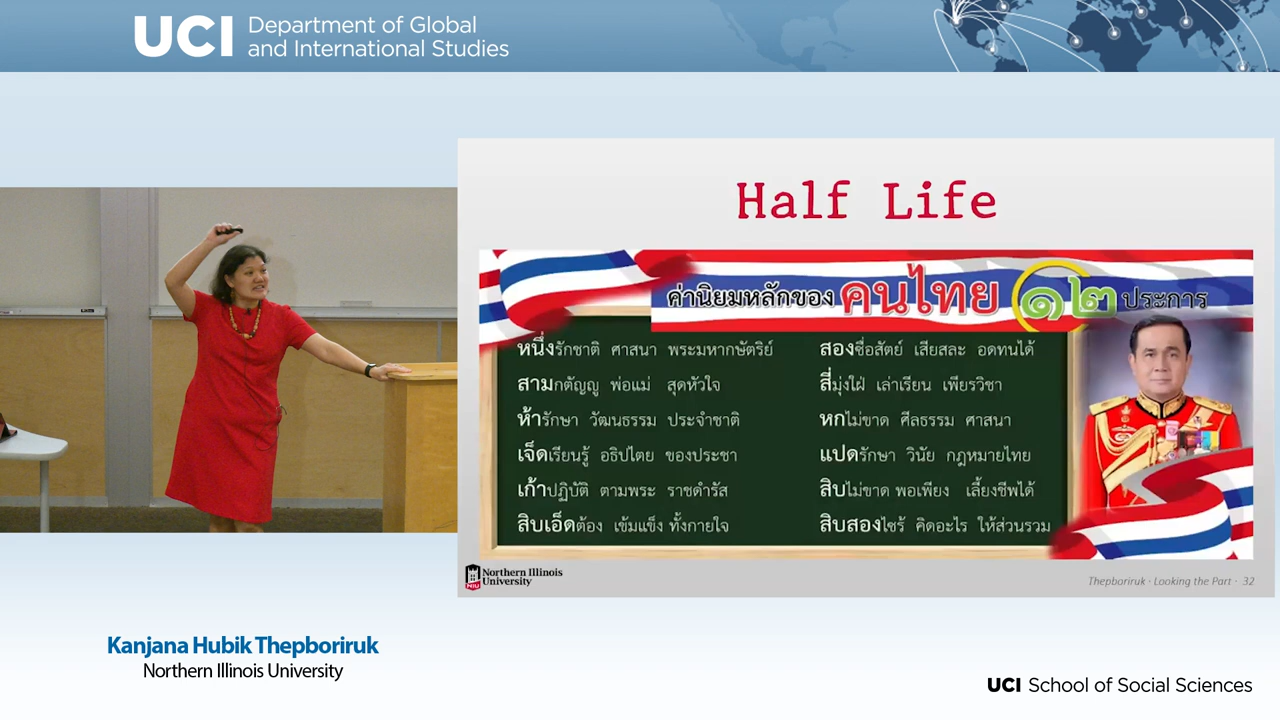 UCI Department of Global
and International Studies
Half Life
ค่านิยมหลักของ คนไทย ๑๒ ประการ
หนึ่งรักชาติ ศาสนา พระมหากษัตริย์
สองซื่อสัตย์ เสียสละ อดทนได้
สามกตัญญู พ่อแม่ สุดหัวใจ
สี่มุ่งใฝ่ เล่าเรียน เพียรวิชา
ห้ารักษา วัฒนธรรม ประจำชาติ
หกไม่ขาด ศีลธรรม ศาสนา
เจ็ดเรียนรู้ อธิปไตย ของประชา
แปดรักษา วินัย กฎหมายไทย
เก้าปฏิบัติ ตามพระ ราชดำรัส
สิบไม่ขาด พอเพียง เลี้ยงชีพได้
สิบเอ็ดต้อง เข้มแข็ง ทั้งกายใจ
สิบสองไซร้ คิดอะไร ให้ส่วนรวม
NIU Northern Illinois
University
Thepboriruk · Looking the Part · 32
Kanjana Hubik Thepboriruk
Northern Illinois University
UCI School of Social Sciences